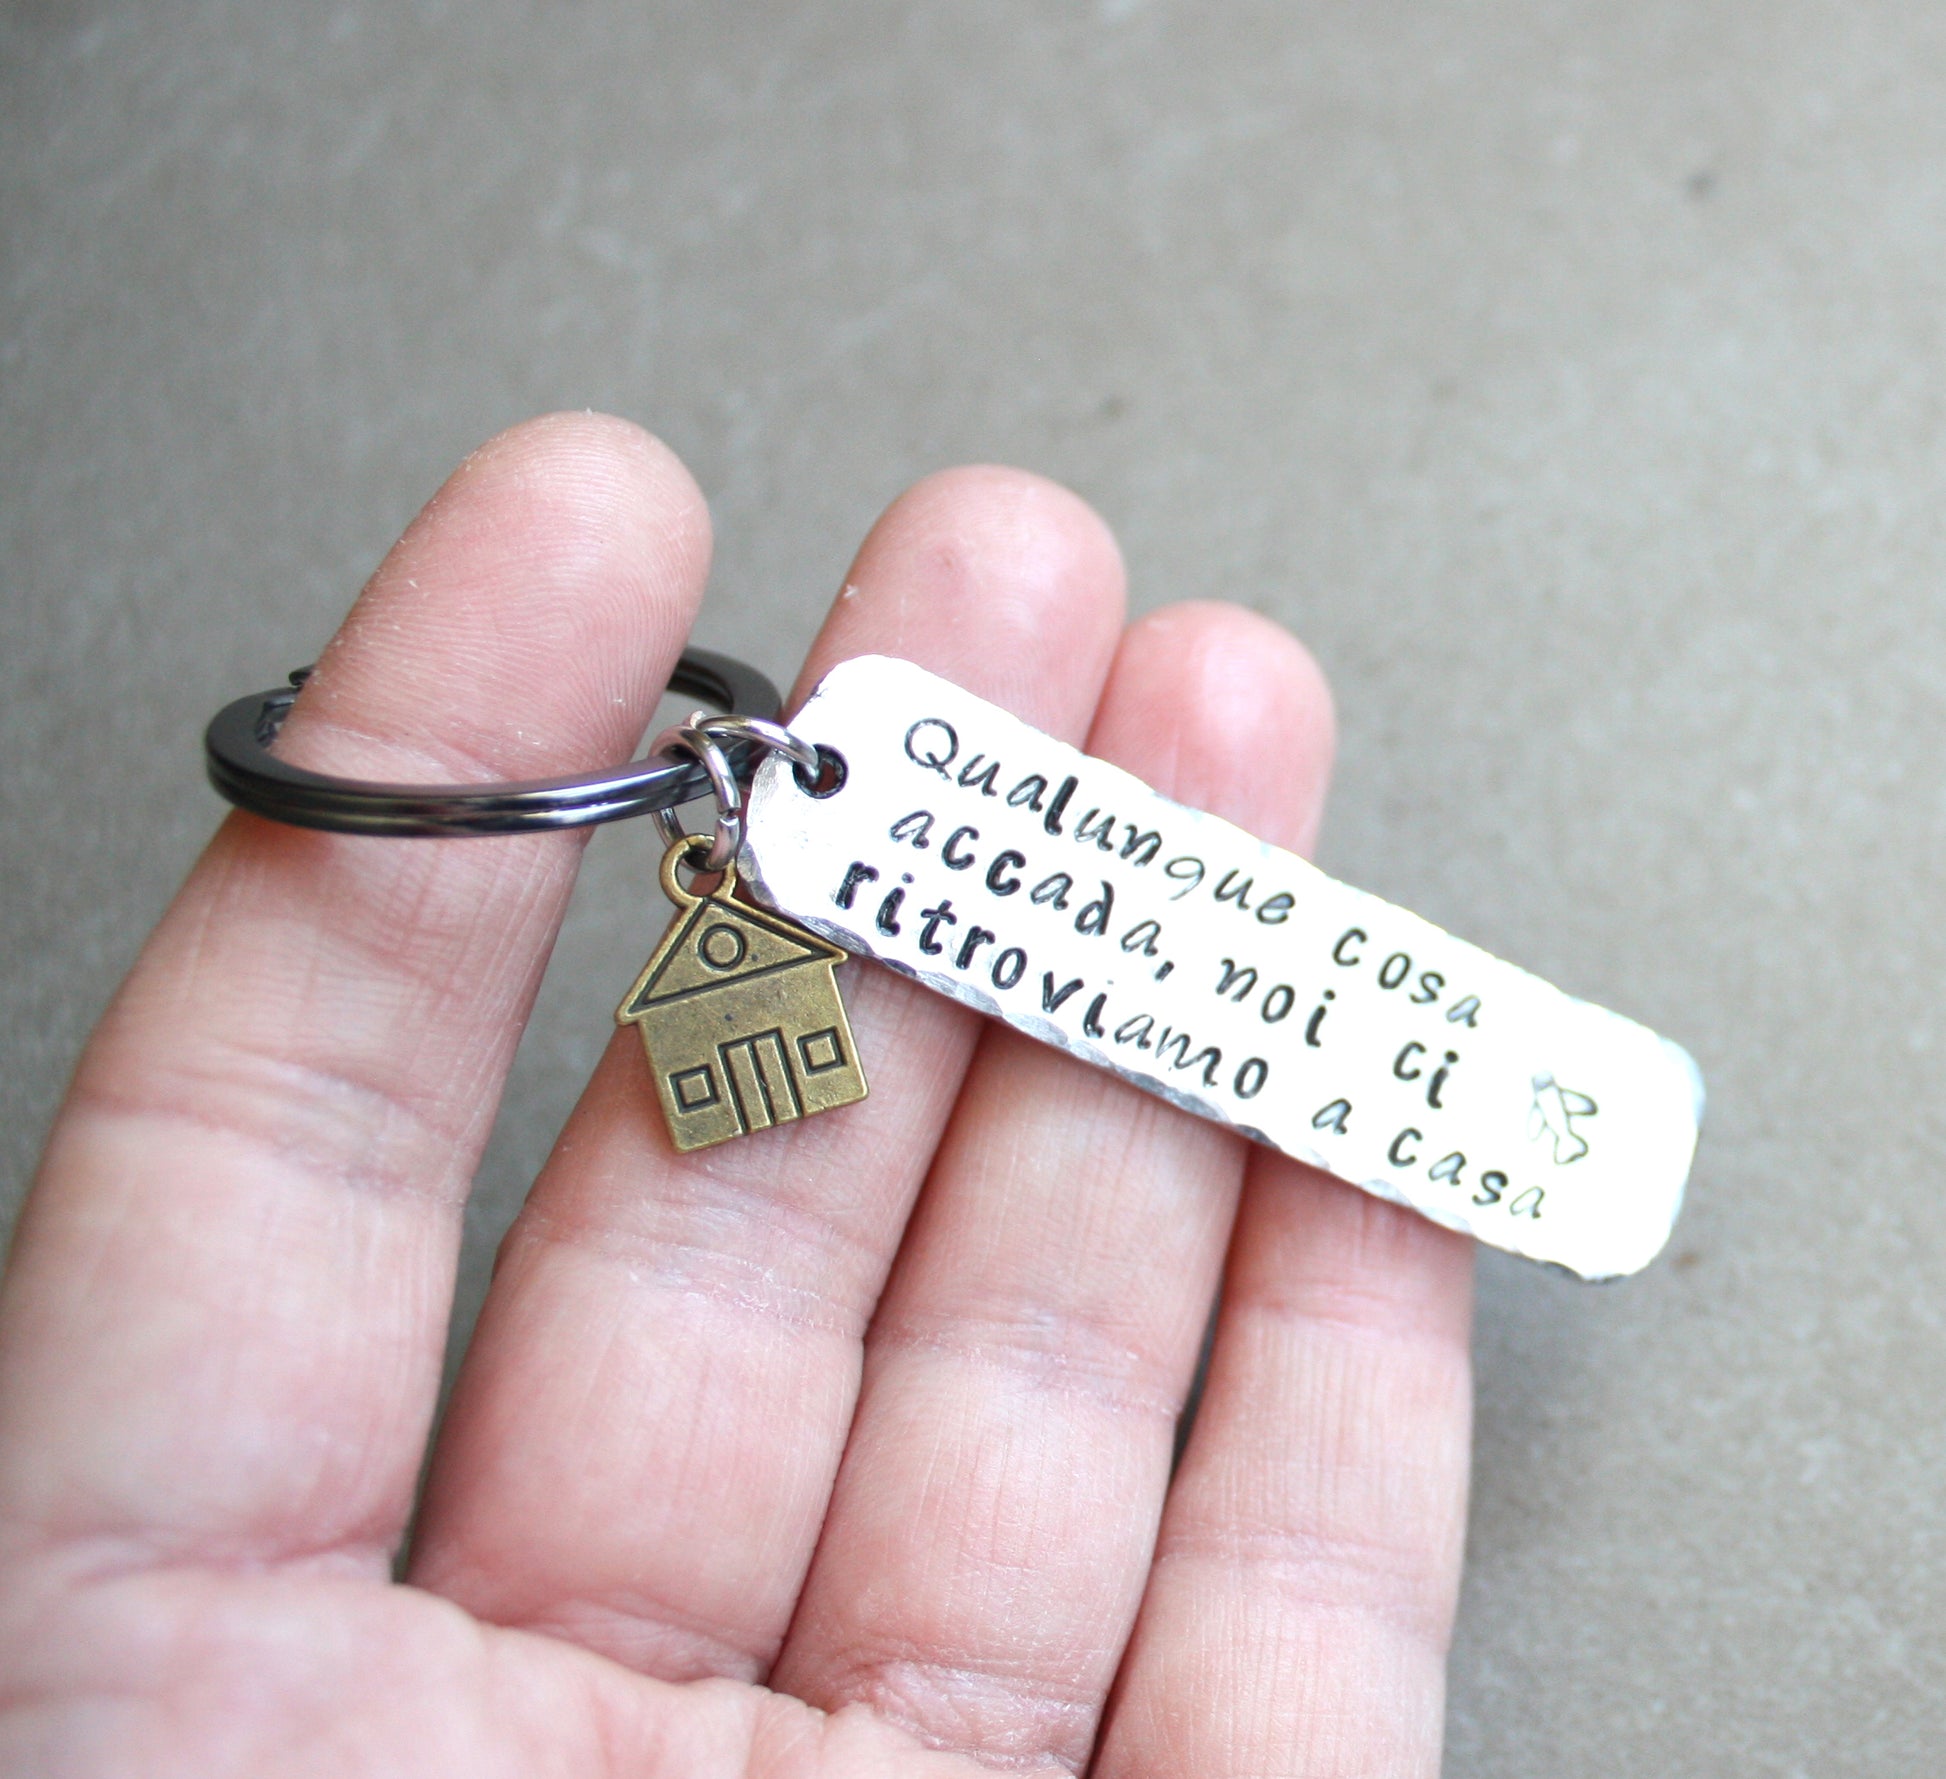 Qualunque cosa
accada, noi ci
ritroviamo a casa